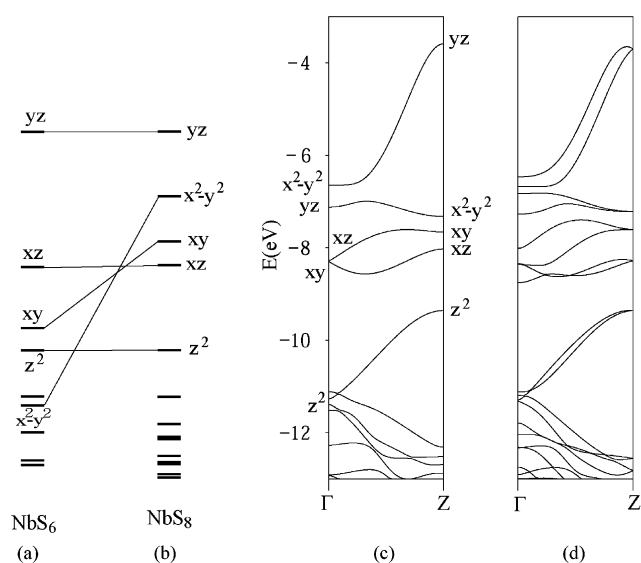 yz
xz
xy
z²
x²-y²
NbS₆
(a)
yz
x²-y²
xy
xz
z²
NbS₈
(b)
E(eV)
-4
-6
-8
-10
-12
x²-y²
yz
xz
xy
z²
yz
x²-y²
xy
xz
z²
Γ Z
(c)
Γ Z
(d)